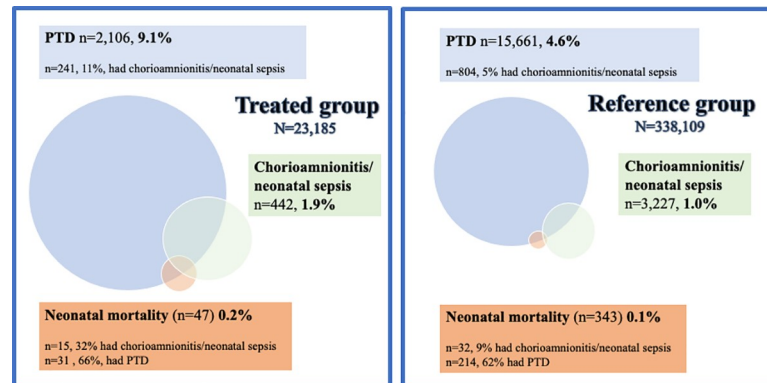 PTD n=2,106, 9.1%
n=241, 11%, had chorioamnionitis/neonatal sepsis
Treated group
N=23,185
Chorioamnionitis/
neonatal sepsis
n=442, 1.9%
Neonatal mortality (n=47) 0.2%
n=15, 32% had chorioamnionitis/neonatal sepsis
n=31 , 66%, had PTD
PTD n=15,661, 4.6%
n=804, 5% had chorioamnionitis/neonatal sepsis
Reference group
N=338,109
Chorioamnionitis/
neonatal sepsis
n=3,227, 1.0%
Neonatal mortality (n=343) 0.1%
n=32, 9% had chorioamnionitis/neonatal sepsis
n=214, 62% had PTD